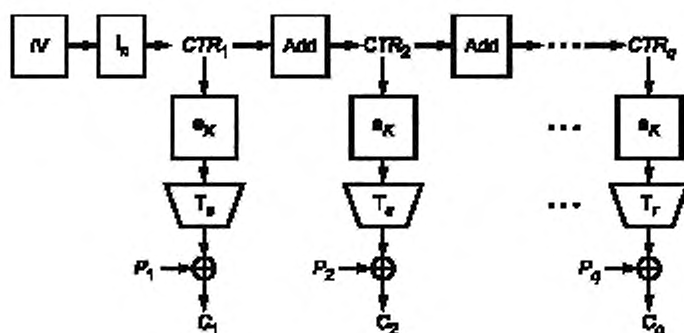 IV I_n CTR_1 Add CTR_2 Add CTR_q
e_K e_K e_K
T_s T_s T_r
P_1 P_2 P_q
C_1 C_2 C_q